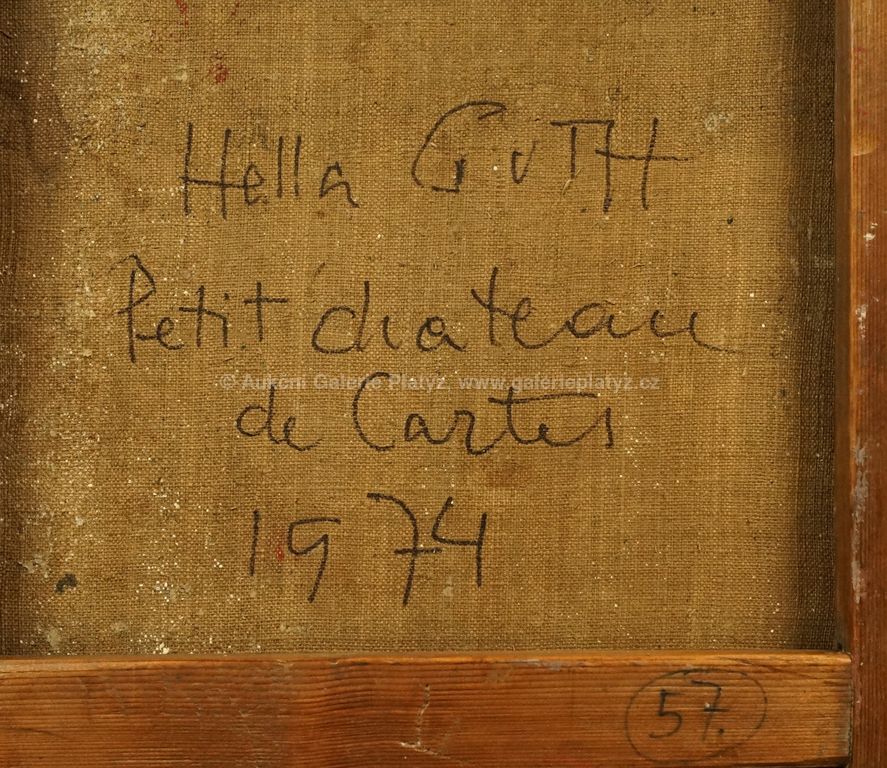 Hella GUTH
Petit chateau
© Aukční Galerie Platýz, www.galerieplatyz.cz
de Cartes
1974
57.